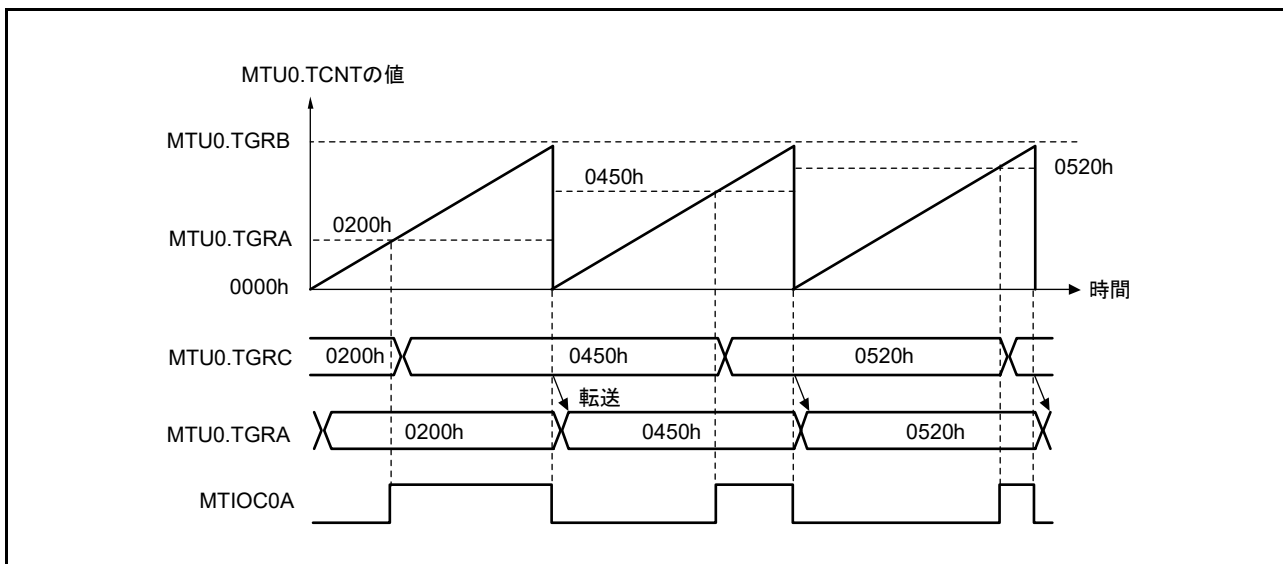 MTU0.TCNTの値
MTU0.TGRB
0450h
0520h
0200h
MTU0.TGRA
0000h
時間
MTU0.TGRC 0200h 0450h 0520h
転送
MTU0.TGRA 0200h 0450h 0520h
MTIOC0A